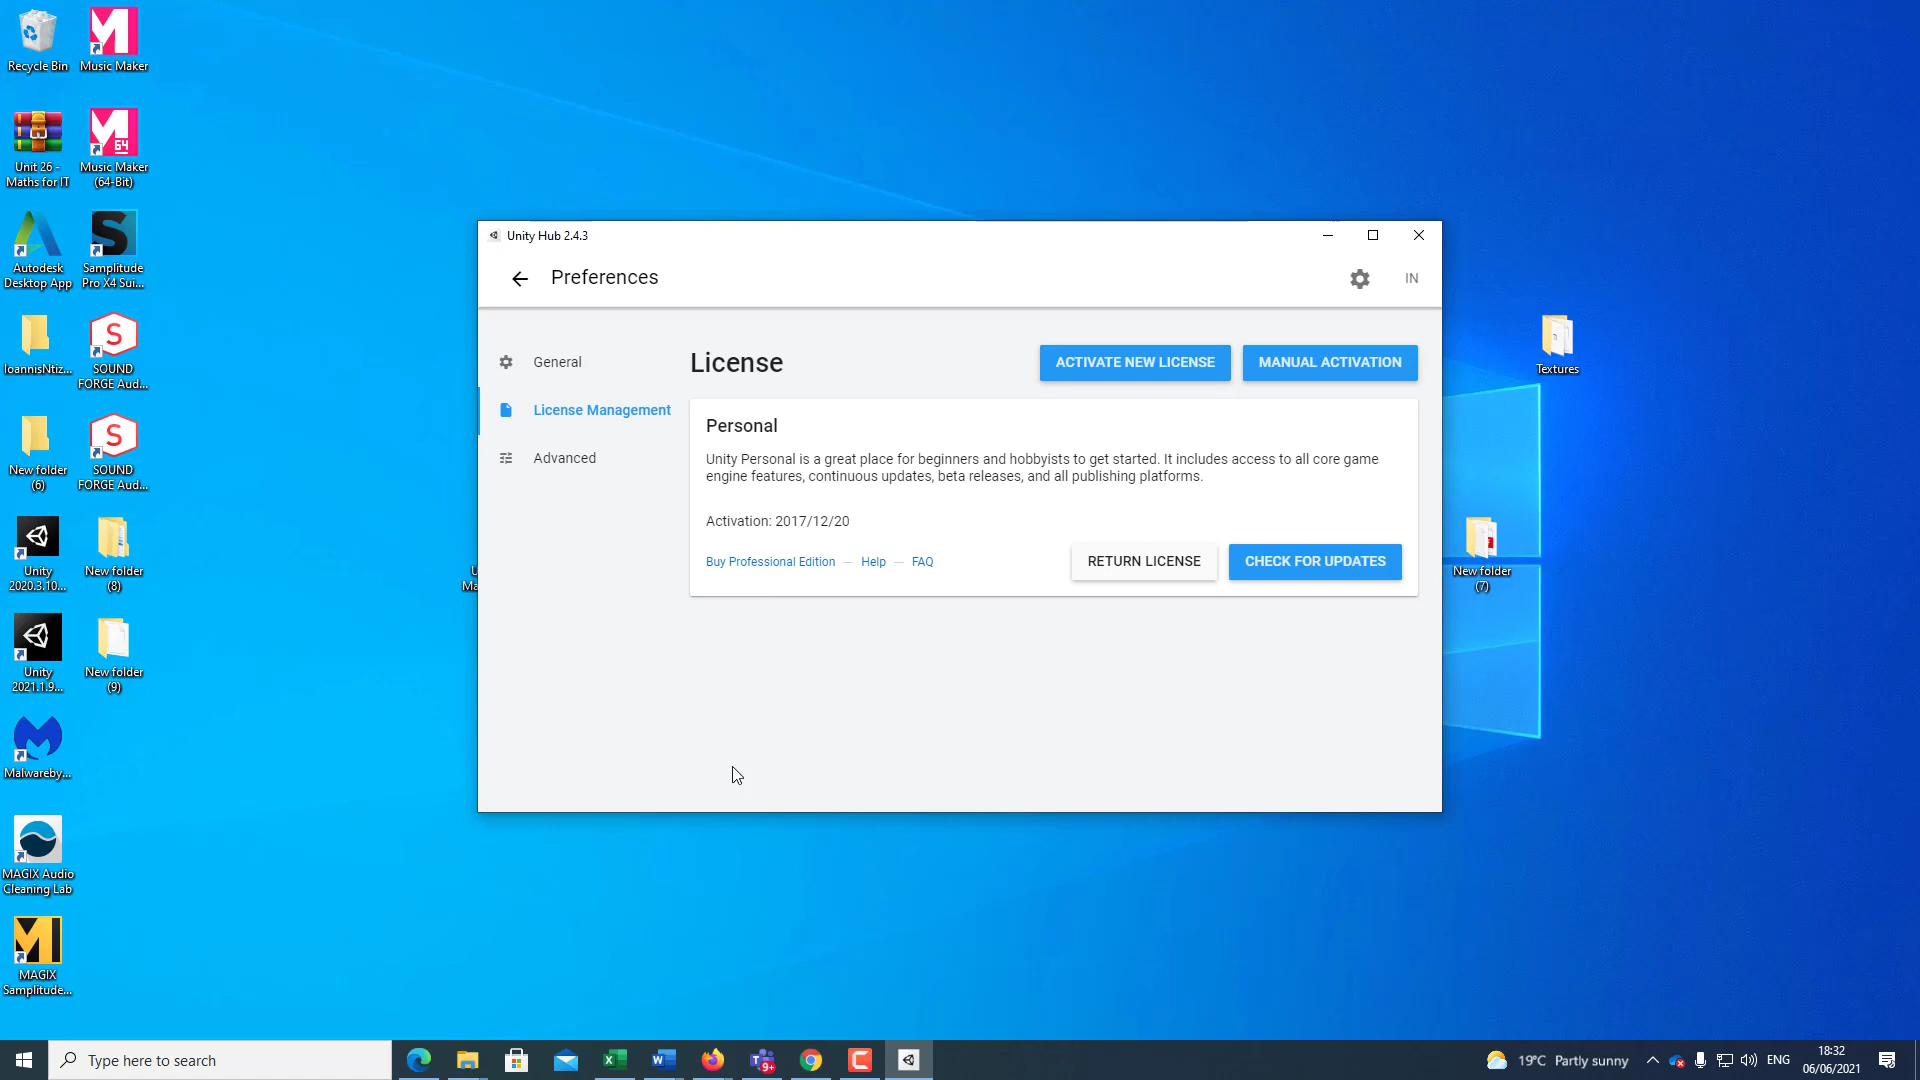 Recycle Bin
Music Maker
Unit 26 -
Maths for IT
Music Maker
(64-Bit)
64
Autodesk
Desktop App
Samplitude
Pro X4 Sui...
IoannisNtiz...
SOUND
FORGE Aud...
New folder
(6)
SOUND
FORGE Aud...
Unity
2020.3.10...
New folder
(8)
Unity
2021.1.9...
New folder
(9)
Malwareby...
MAGIX Audio
Cleaning Lab
MAGIX
Samplitude...
Unity Hub 2.4.3
Preferences
IN
General
License Management
Advanced
License
ACTIVATE NEW LICENSE
MANUAL ACTIVATION
Personal
Unity Personal is a great place for beginners and hobbyists to get started. It includes access to all core game
engine features, continuous updates, beta releases, and all publishing platforms.
Activation: 2017/12/20
Buy Professional Edition — Help — FAQ
RETURN LICENSE
CHECK FOR UPDATES
Textures
New folder
(7)
Type here to search
9+
19°C Partly sunny
ENG
18:32
06/06/2021